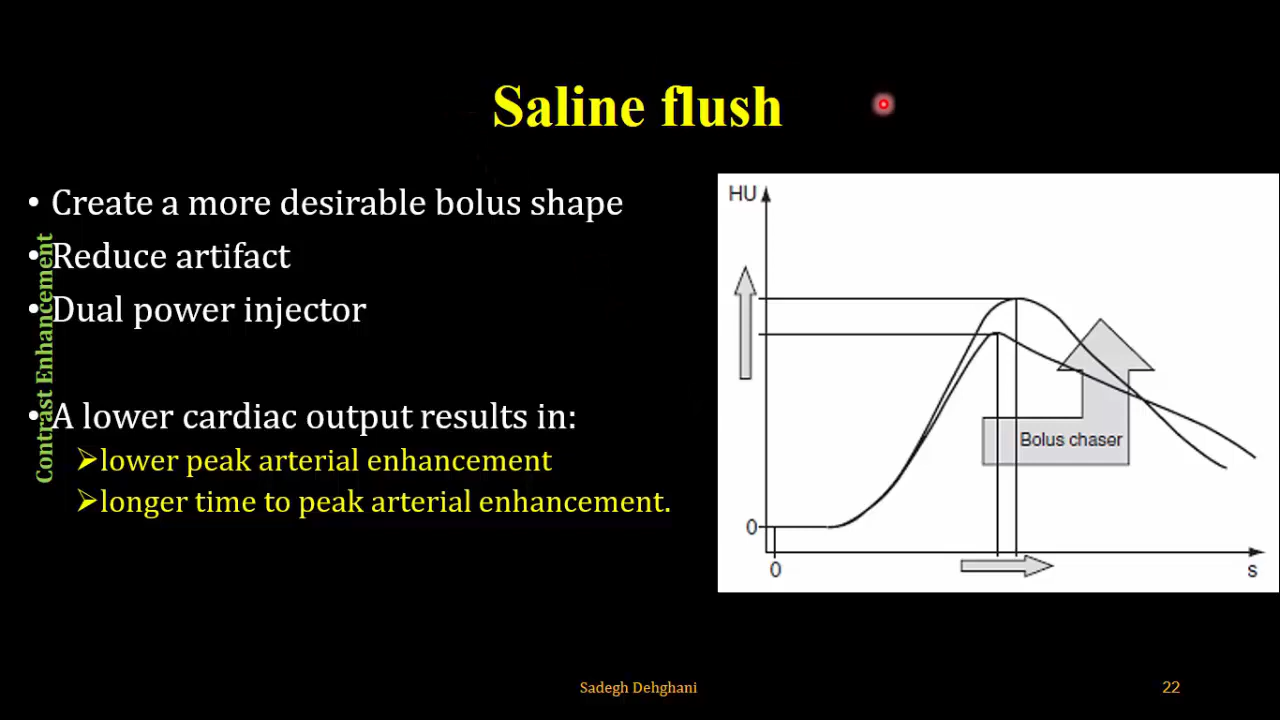 Saline flush
• Create a more desirable bolus shape
• Reduce artifact
• Dual power injector
• A lower cardiac output results in:
➢lower peak arterial enhancement
➢longer time to peak arterial enhancement.
Contrast Enhancement
HU
Bolus chaser
0
0
s
Sadegh Dehghani
22